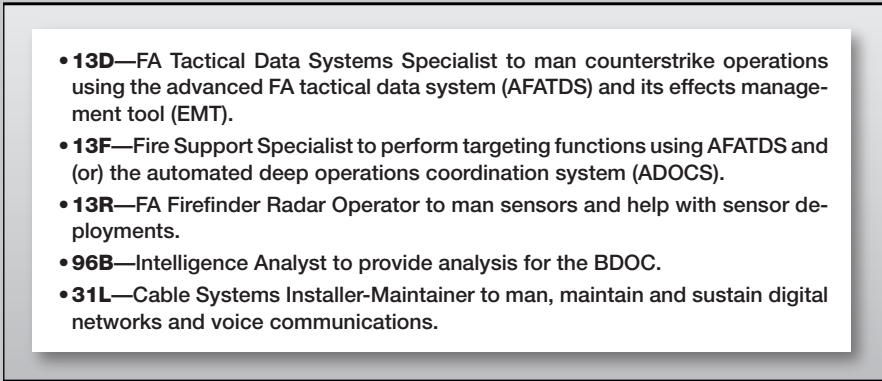 • 13D—FA Tactical Data Systems Specialist to man counterstrike operations
using the advanced FA tactical data system (AFATDS) and its effects manage-
ment tool (EMT).
• 13F—Fire Support Specialist to perform targeting functions using AFATDS and
(or) the automated deep operations coordination system (ADOCS).
• 13R—FA Firefinder Radar Operator to man sensors and help with sensor de-
ployments.
• 96B—Intelligence Analyst to provide analysis for the BDOC.
• 31L—Cable Systems Installer-Maintainer to man, maintain and sustain digital
networks and voice communications.